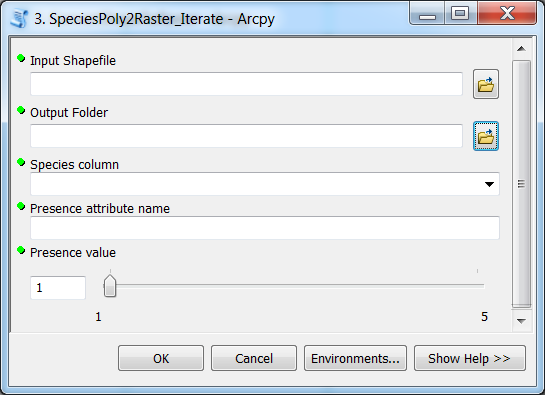 3. SpeciesPoly2Raster_Iterate - Arcpy
Input Shapefile
Output Folder
Species column
Presence attribute name
Presence value
1
1 5
OK Cancel Environments... Show Help >>